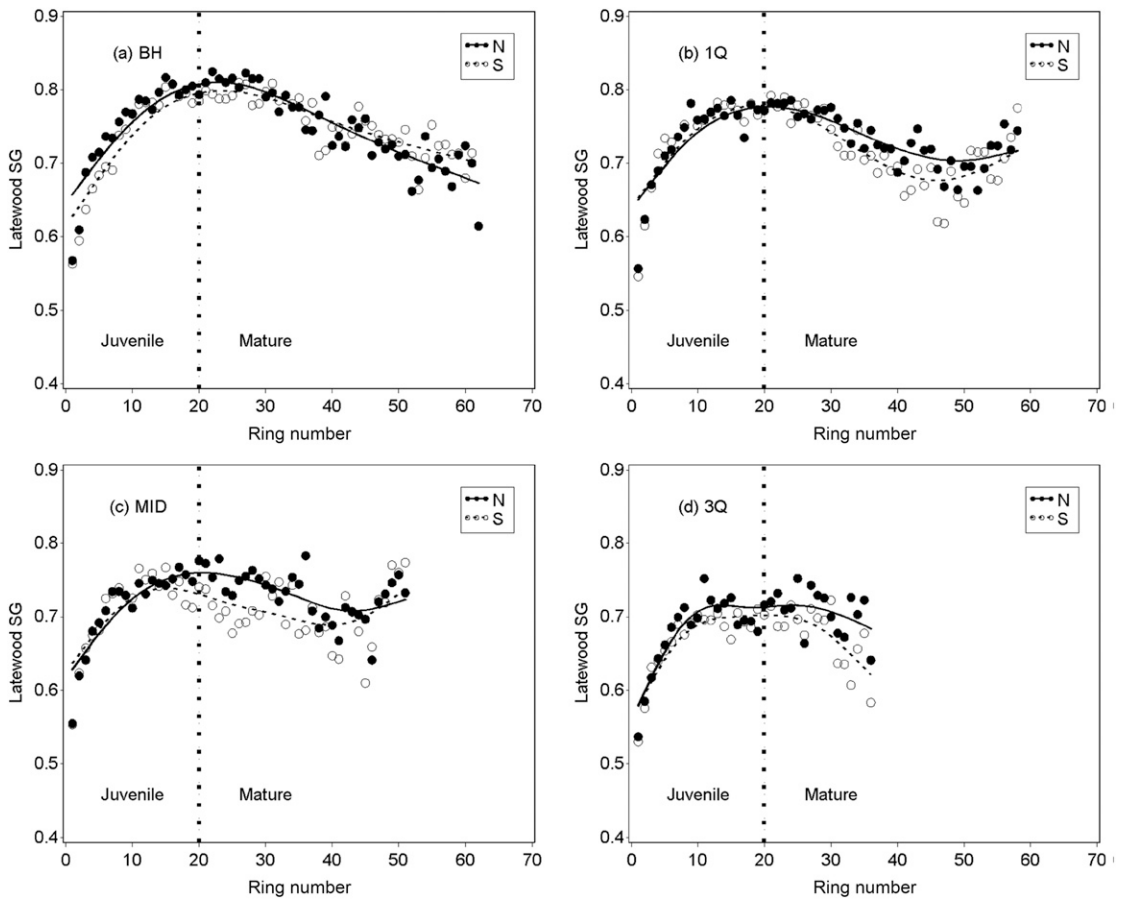 (a) BH
N
S
Latewood SG
0.9
0.8
0.7
0.6
0.5
0.4
Juvenile Mature
0 10 20 30 40 50 60 70
Ring number
(b) 1Q
N
S
Latewood SG
0.9
0.8
0.7
0.6
0.5
0.4
Juvenile Mature
0 10 20 30 40 50 60 70
Ring number
(c) MID
N
S
Latewood SG
0.9
0.8
0.7
0.6
0.5
0.4
Juvenile Mature
0 10 20 30 40 50 60 70
Ring number
(d) 3Q
N
S
Latewood SG
0.9
0.8
0.7
0.6
0.5
0.4
Juvenile Mature
0 10 20 30 40 50 60 70
Ring number